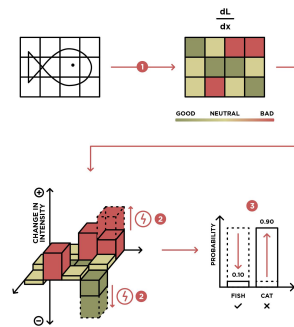 dL
dx
1
GOOD NEUTRAL BAD
CHANGE IN
INTENSITY
2
2
3
PROBABILITY
0.90
0.10
FISH CAT